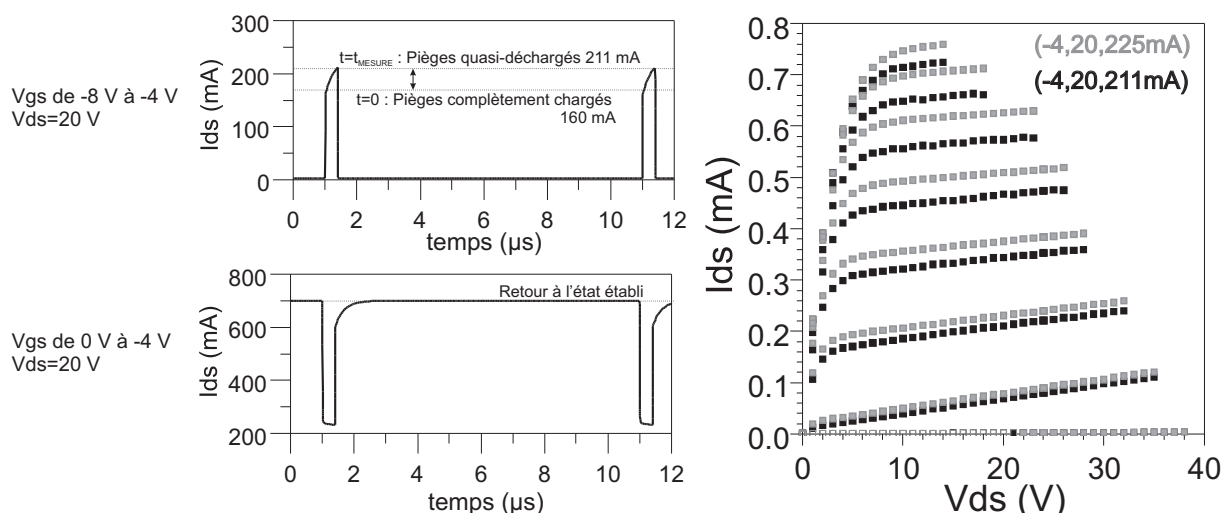 Vgs de -8 V à -4 V
Vds=20 V
Ids (mA)
300
200
100
0
t=tMESURE : Pièges quasi-déchargés 211 mA
t=0 : Pièges complètement chargés
160 mA
0 2 4 6 8 10 12
temps (µs)
Vgs de 0 V à -4 V
Vds=20 V
Ids (mA)
800
600
400
200
Retour à l'état établi
0 2 4 6 8 10 12
temps (µs)
Ids (mA)
0.8
0.7
0.6
0.5
0.4
0.3
0.2
0.1
0.0
(-4,20,225mA)
(-4,20,211mA)
0 10 20 30 40
Vds (V)